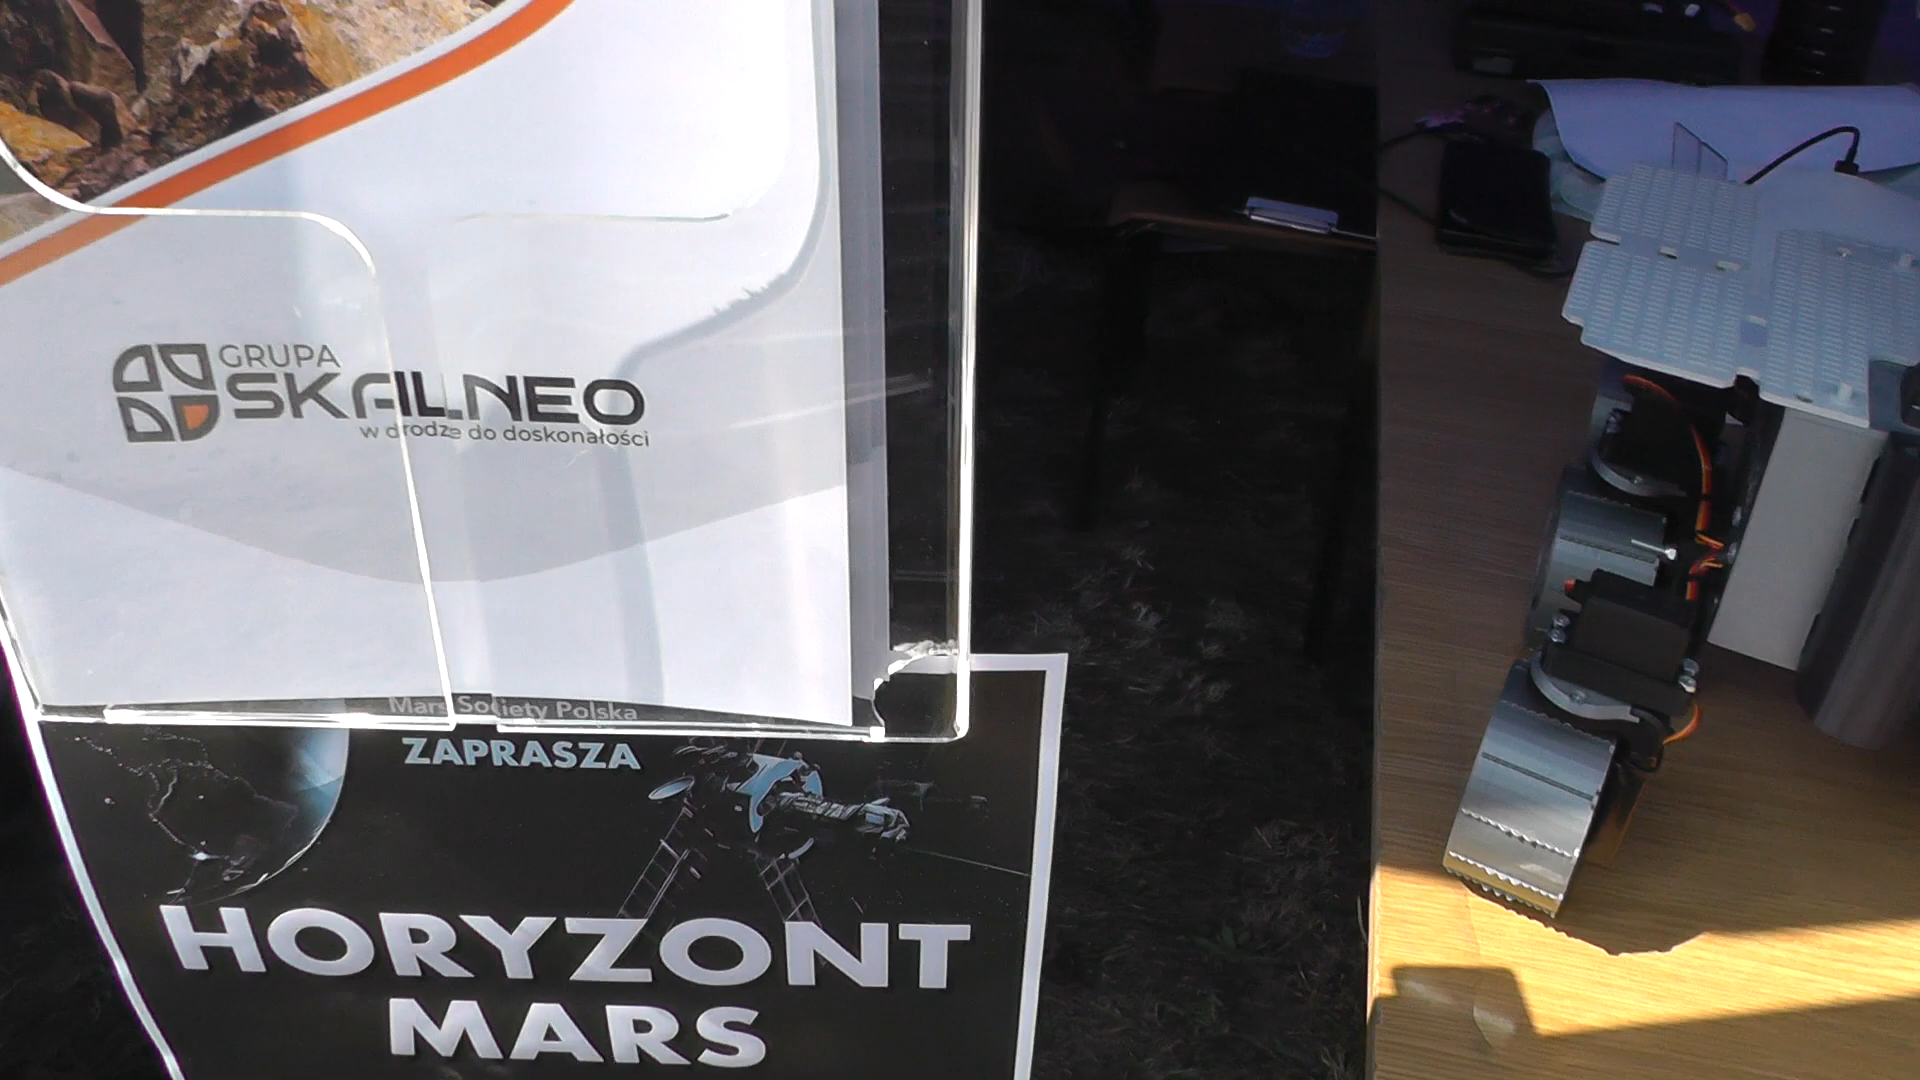 GRUPA
SKALNEO
w drodze do doskonałości
Mars Society Polska
ZAPRASZA
HORYZONT
MARS